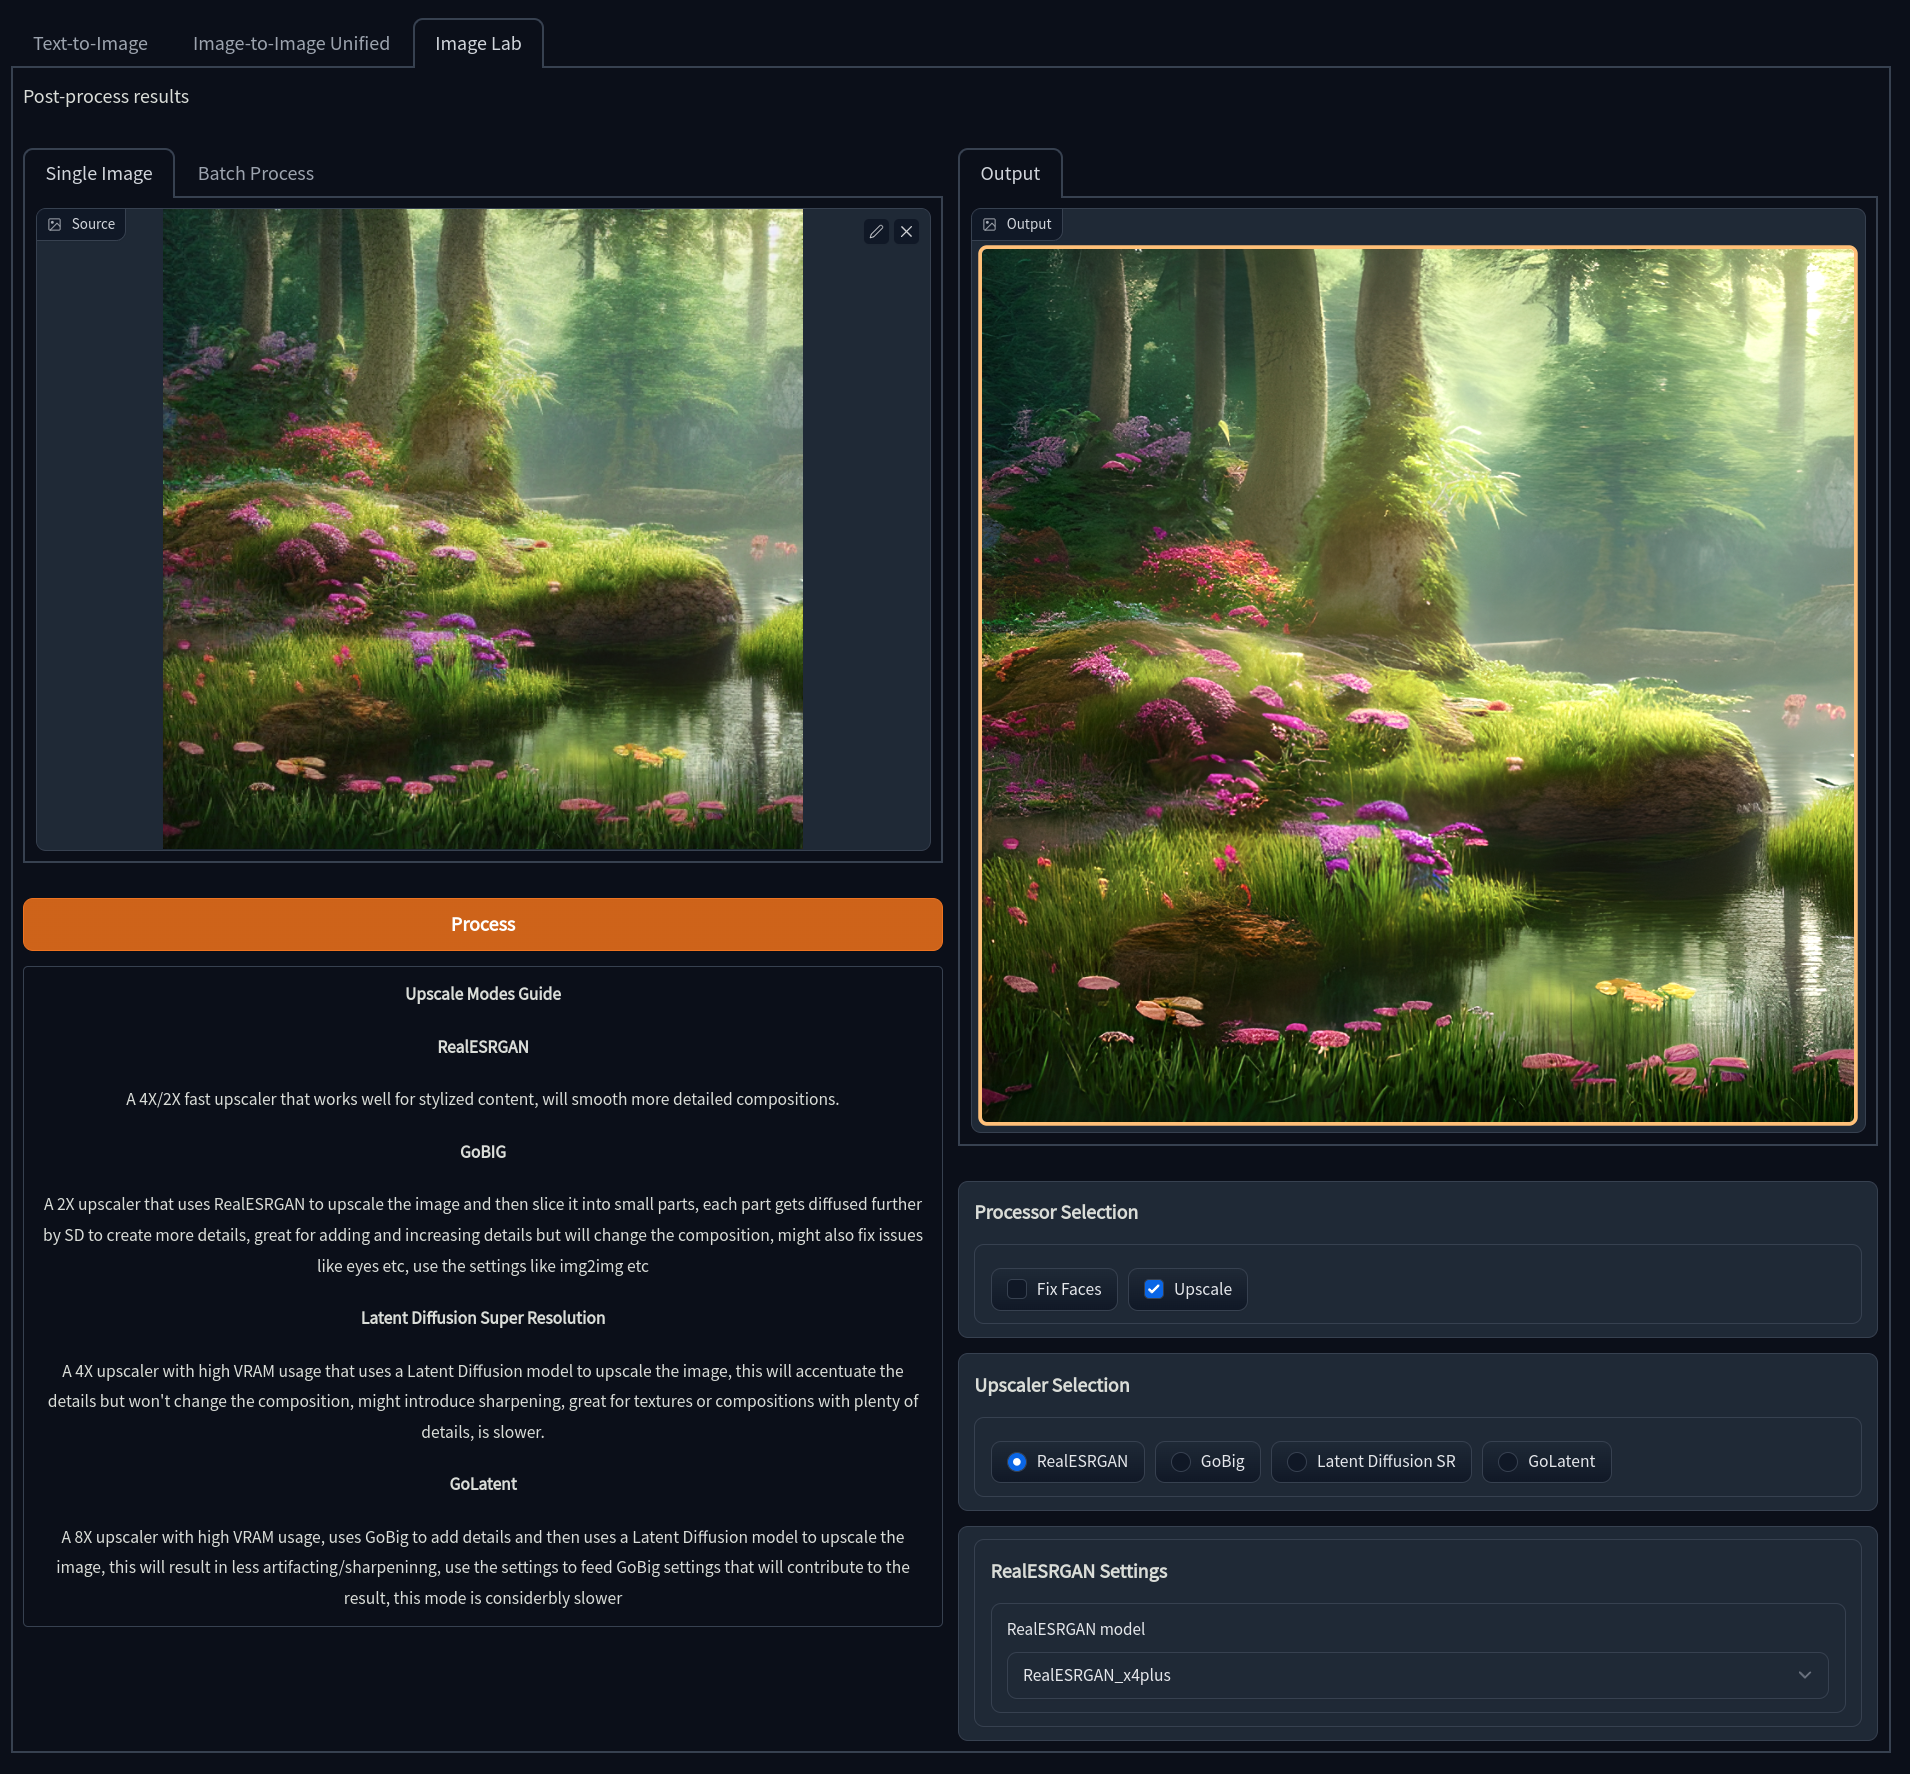 Text-to-Image
Image-to-Image Unified
Image Lab
Post-process results
Single Image
Batch Process
Source
Process
Upscale Modes Guide
RealESRGAN
A 4X/2X fast upscaler that works well for stylized content, will smooth more detailed compositions.
GoBIG
A 2X upscaler that uses RealESRGAN to upscale the image and then slice it into small parts, each part gets diffused further
by SD to create more details, great for adding and increasing details but will change the composition, might also fix issues
like eyes etc, use the settings like img2img etc
Latent Diffusion Super Resolution
A 4X upscaler with high VRAM usage that uses a Latent Diffusion model to upscale the image, this will accentuate the
details but won't change the composition, might introduce sharpening, great for textures or compositions with plenty of
details, is slower.
GoLatent
A 8X upscaler with high VRAM usage, uses GoBig to add details and then uses a Latent Diffusion model to upscale the
image, this will result in less artifacting/sharpeninng, use the settings to feed GoBig settings that will contribute to the
result, this mode is considerbly slower
Output
Output
Processor Selection
Fix Faces
Upscale
Upscaler Selection
RealESRGAN
GoBig
Latent Diffusion SR
GoLatent
RealESRGAN Settings
RealESRGAN model
RealESRGAN_x4plus